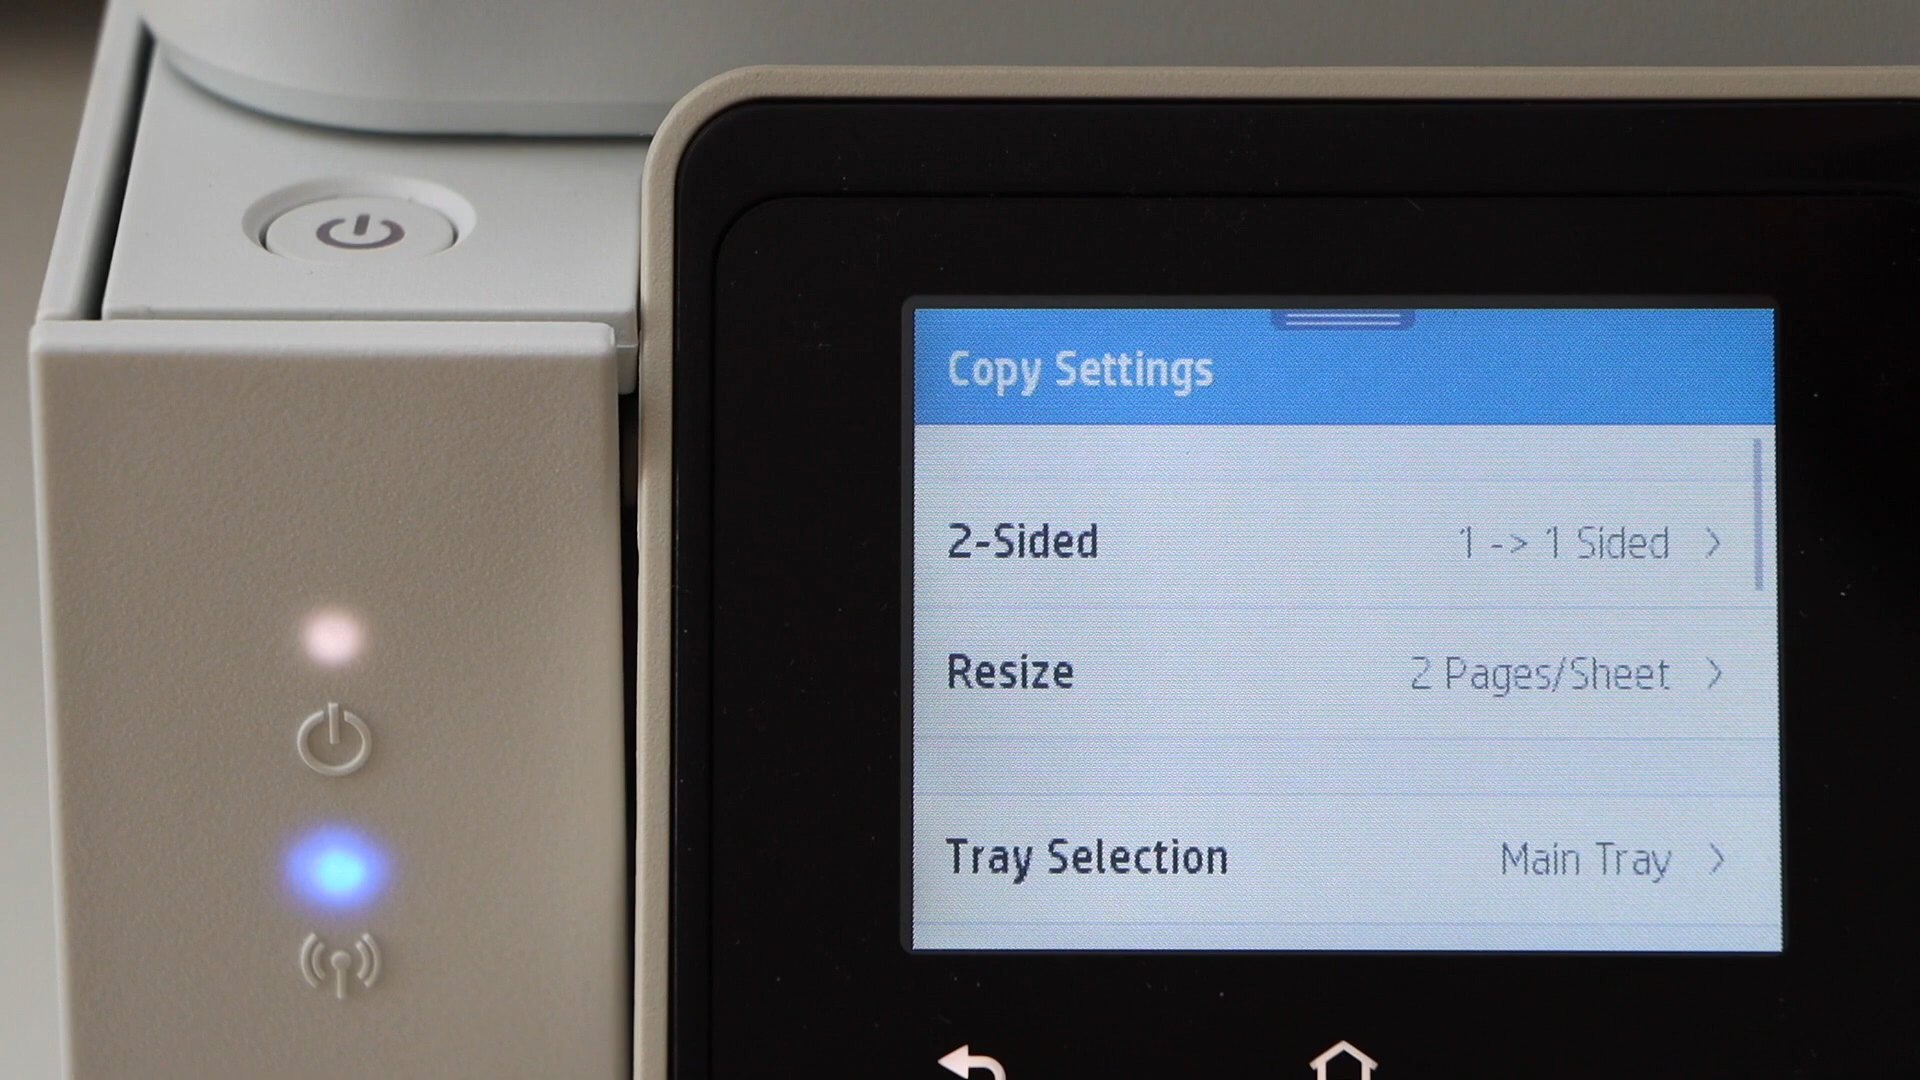 Copy Settings
2-Sided 1 -> 1 Sided >
Resize 2 Pages/Sheet >
Tray Selection Main Tray >